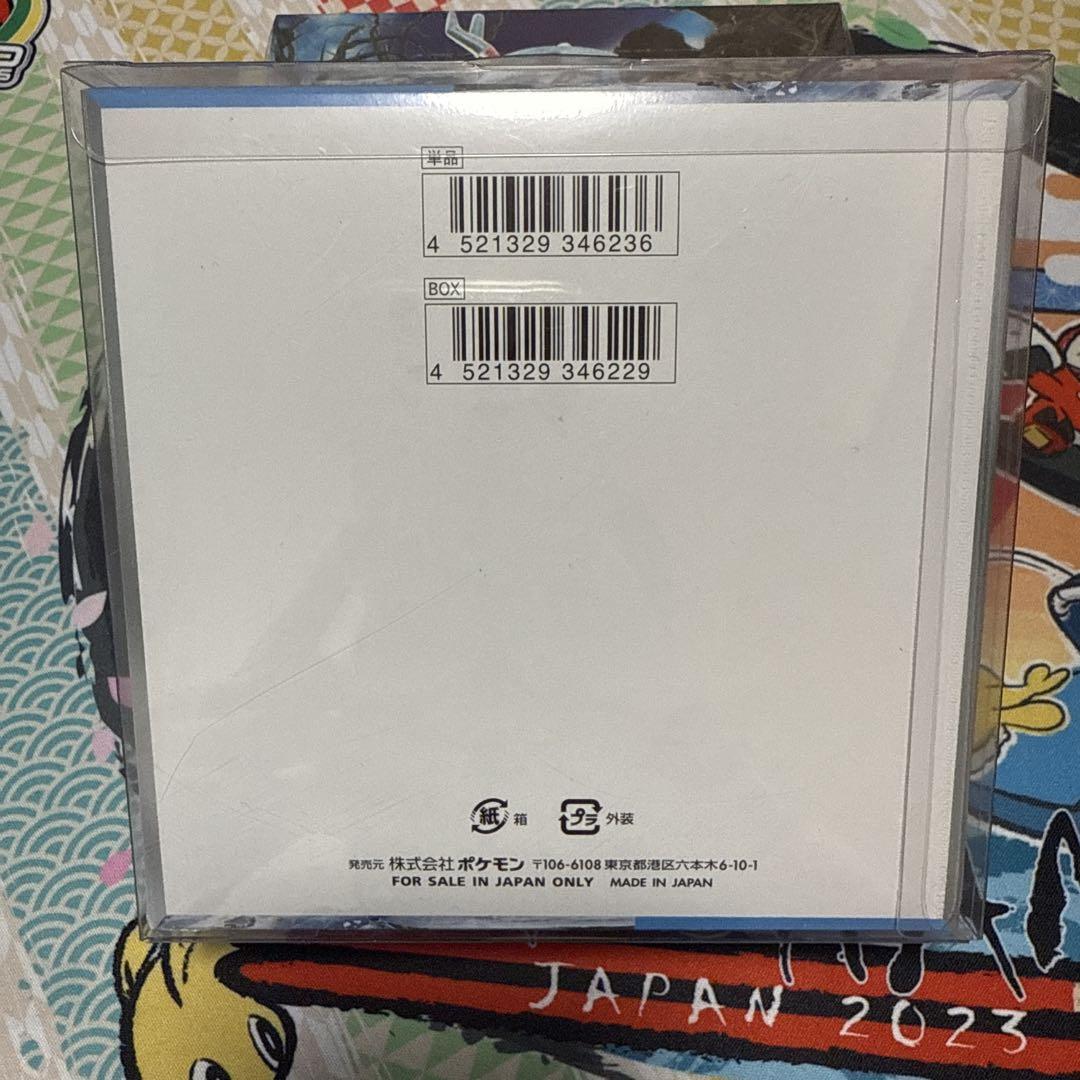 単品
4 521329 346236
BOX
4 521329 346229
紙 箱 プラ 外装
発売元 株式会社 ポケモン 〒106-6108 東京都港区六本木6-10-1
FOR SALE IN JAPAN ONLY MADE IN JAPAN
JAPAN 2023